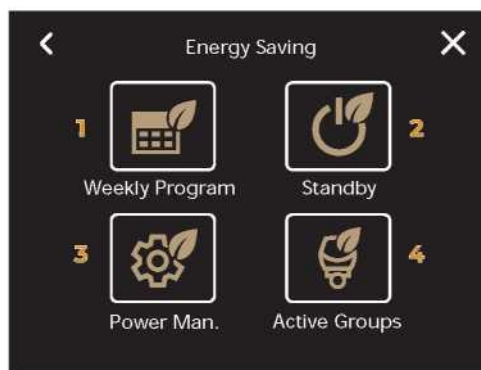 Energy Saving
1
2
Weekly Program
Standby
3
4
Power Man.
Active Groups